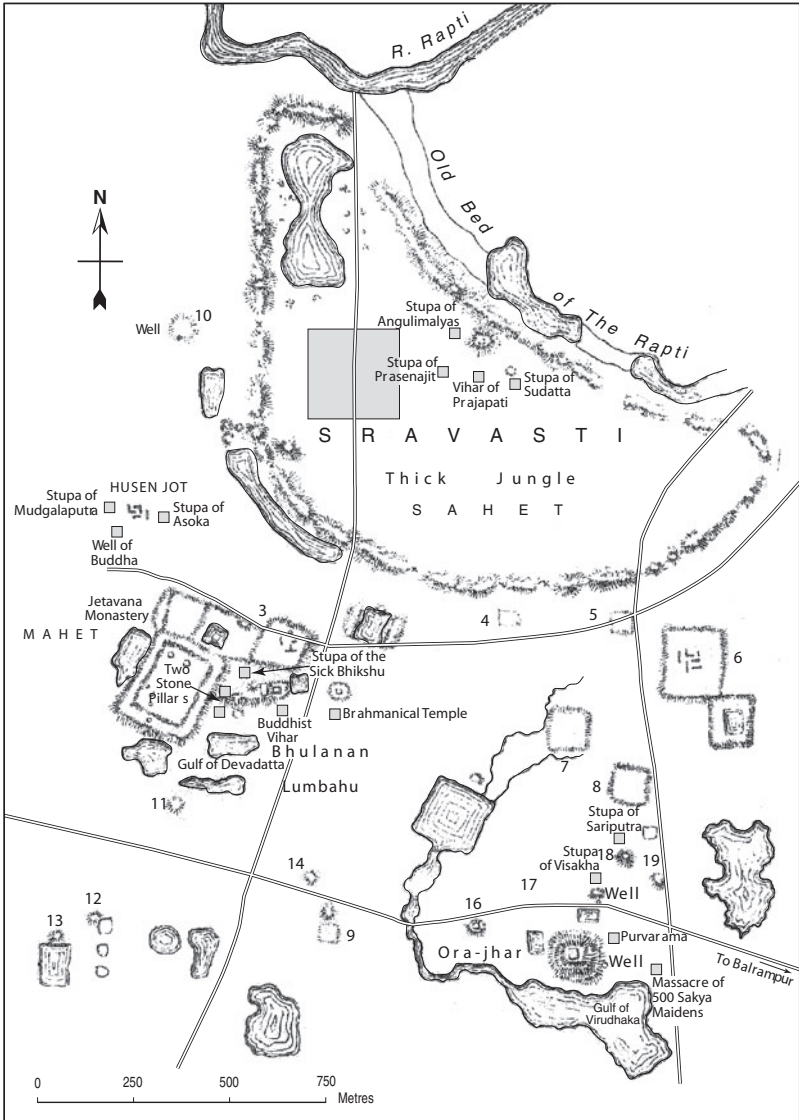 R. Rapti
Old Bed of The Rapti
N
10
Well
Stupa of
Angulimalyas
Stupa of
Prasenajit
Vihar of
Prajapati
Stupa of
Sudatta
SRAVASTI
Thick Jungle
SAHET
HUSEN JOT
Stupa of
Mudgalaputa
Stupa of
Asoka
Well of
Buddha
Jetavana
Monastery
MAHET
3
4
5
6
Stupa of the
Sick Bhikshu
Two
Stone
Pillar s
Buddhist
Vihar
Brahmanical Temple
Bhulanan
Gulf of Devadatta
Lumbahu
11
7
8
Stupa of
Sariputra
18
19
Stupa
of Visakha
Well
17
16
14
12
13
9
Ora-jhar
Purvarama
Well
To Balrampur
Massacre of
500 Sakya
Maidens
Gulf of
Virudhaka
0 250 500 750
Metres